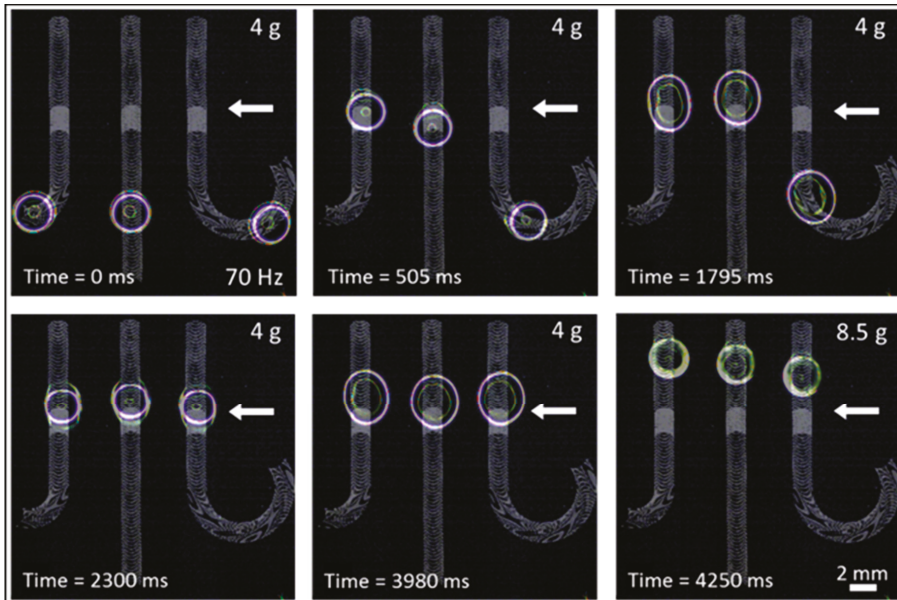 4 g
Time = 0 ms
70 Hz
4 g
Time = 505 ms
4 g
Time = 1795 ms
4 g
Time = 2300 ms
4 g
Time = 3980 ms
8.5 g
Time = 4250 ms
2 mm